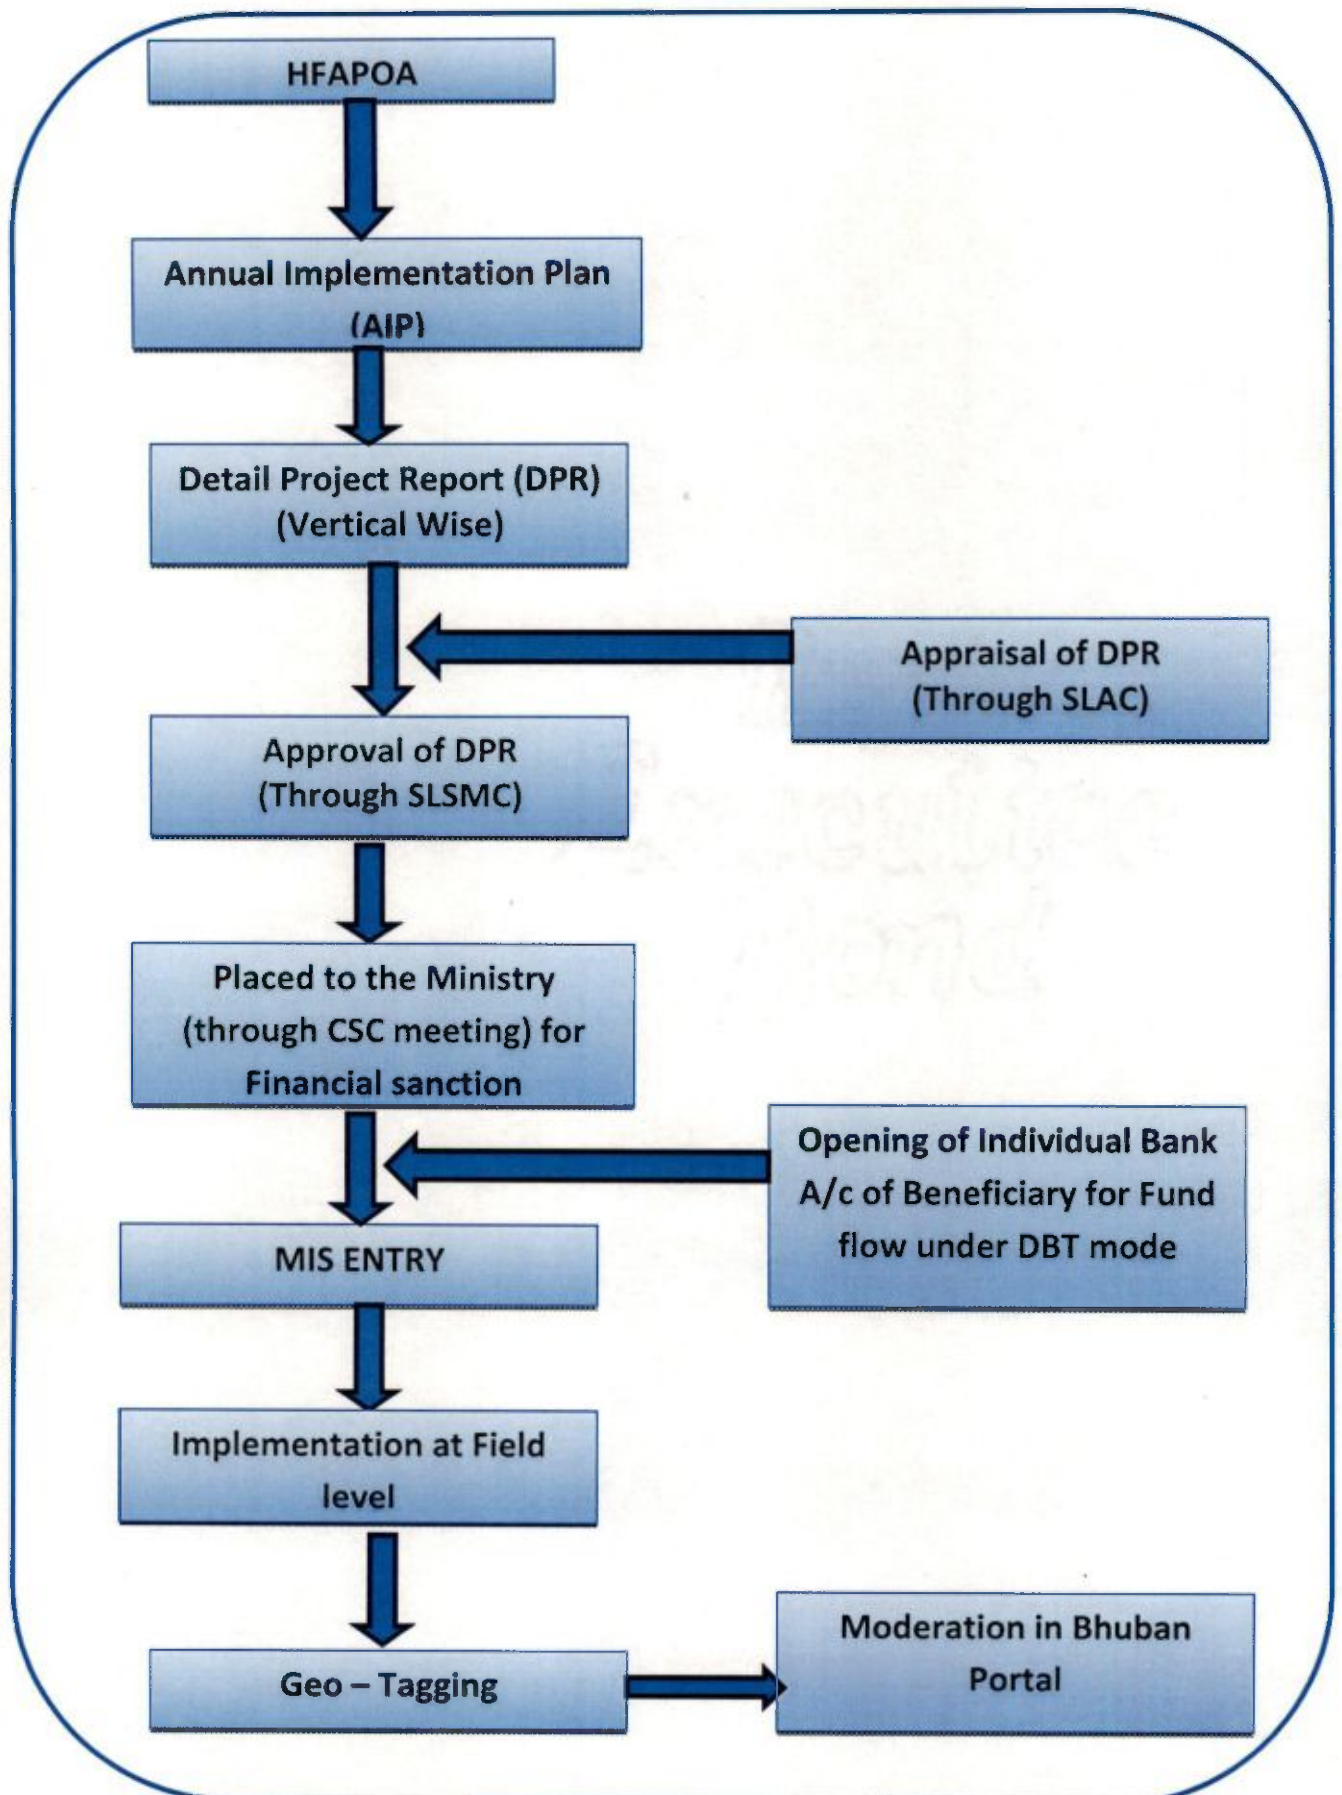 HFAPOA
Annual Implementation Plan
(AIP)
Detail Project Report (DPR)
(Vertical Wise)
Appraisal of DPR
(Through SLAC)
Approval of DPR
(Through SLSMC)
Placed to the Ministry
(through CSC meeting) for
Financial sanction
Opening of Individual Bank
A/c of Beneficiary for Fund
flow under DBT mode
MIS ENTRY
Implementation at Field
level
Geo – Tagging
Moderation in Bhuban
Portal